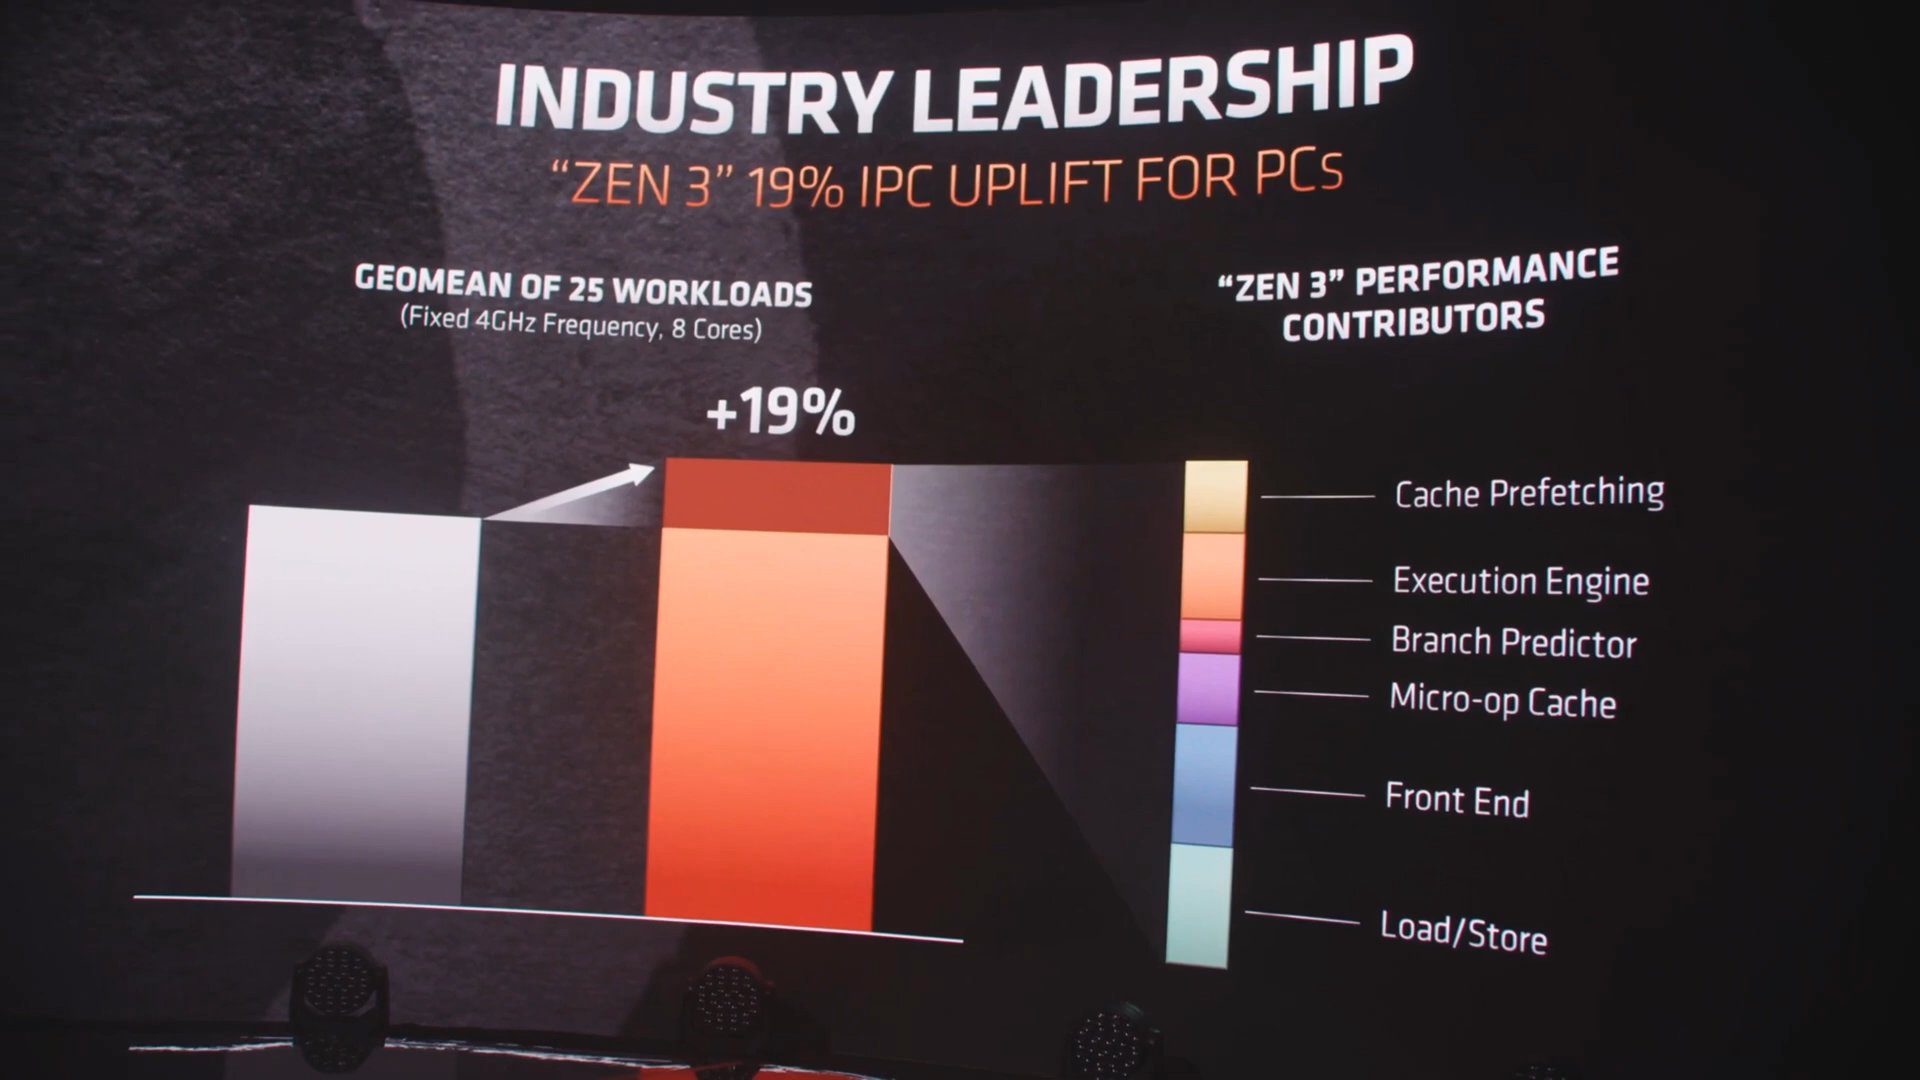 INDUSTRY LEADERSHIP
“ZEN 3” 19% IPC UPLIFT FOR PCs
GEOMEAN OF 25 WORKLOADS
(Fixed 4GHz Frequency, 8 Cores)
+19%
“ZEN 3” PERFORMANCE
CONTRIBUTORS
Cache Prefetching
Execution Engine
Branch Predictor
Micro-op Cache
Front End
Load/Store